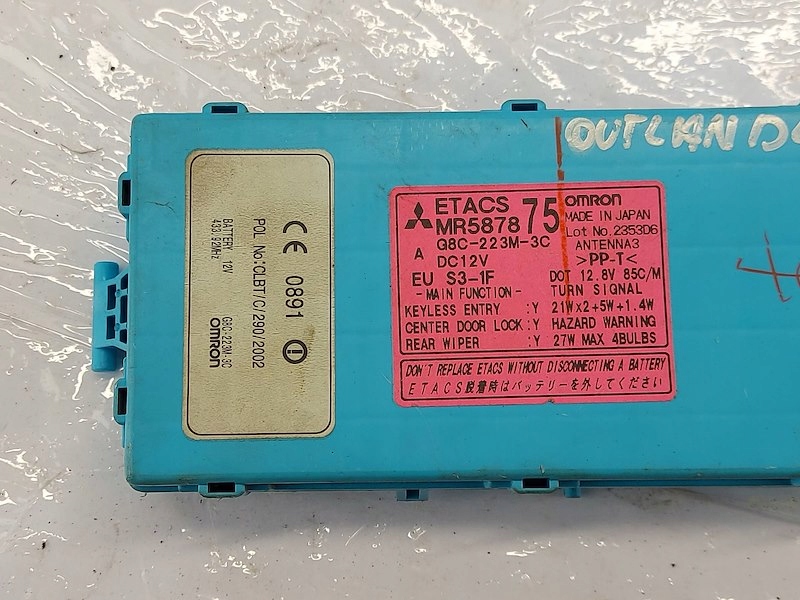 OUTLANDE
CE 0891
POL No:CLBT/C/290/2002
BATTERY 12V G8C-223M-3C
433.92MHz OMRON
ETACS 75 OMRON
MR5878 MADE IN JAPAN
G8C-223M-3C Lot No.2353D6
A DC12V ANTENNA3
>PP-T<
EU S3-1F DOT 12.8V 85C/M
-MAIN FUNCTION- TURN SIGNAL
KEYLESS ENTRY :Y 21W×2+5W+1.4W
CENTER DOOR LOCK :Y HAZARD WARNING
REAR WIPER :Y 27W MAX 4BULBS
DON'T REPLACE ETACS WITHOUT DISCONNECTING A BATTERY
ETACS脱着時はバッテリーを外してください